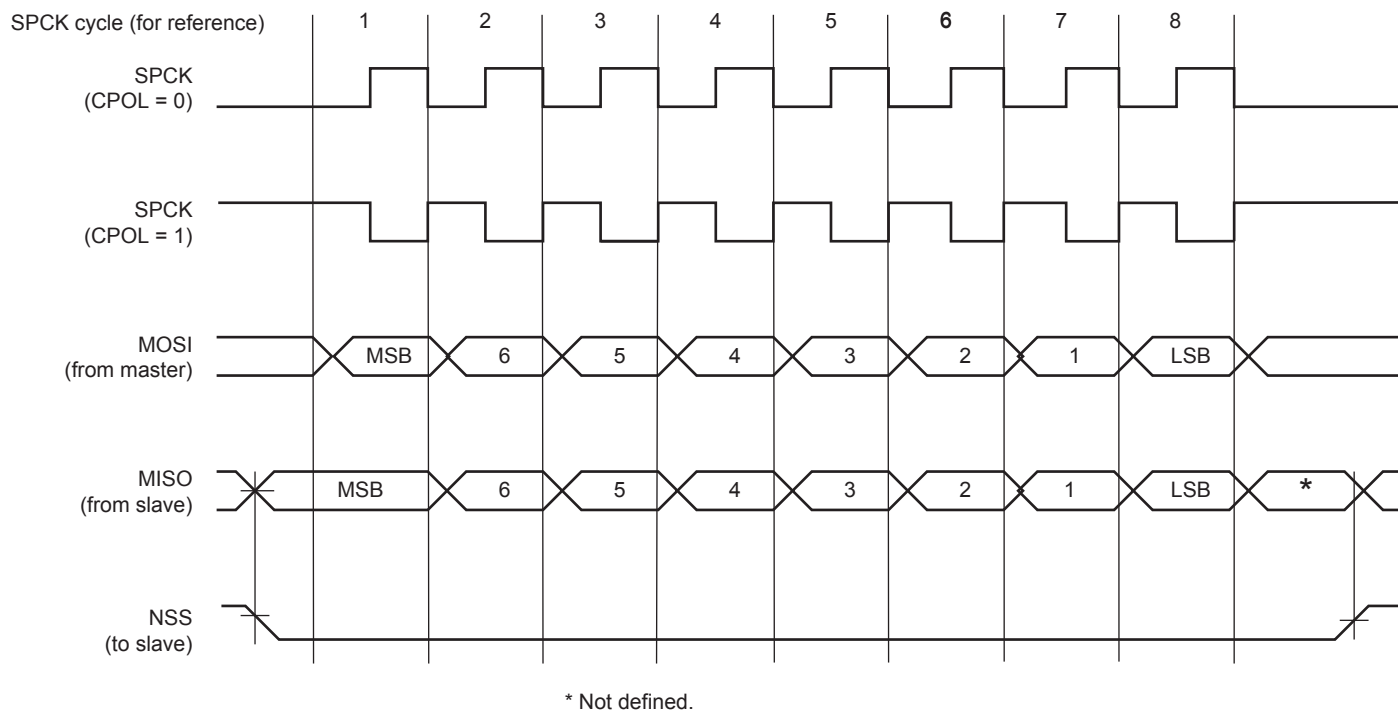 SPCK cycle (for reference) 1 2 3 4 5 6 7 8
SPCK
(CPOL = 0)
SPCK
(CPOL = 1)
MOSI
(from master)
MSB 6 5 4 3 2 1 LSB
MISO
(from slave)
MSB 6 5 4 3 2 1 LSB *
NSS
(to slave)
* Not defined.